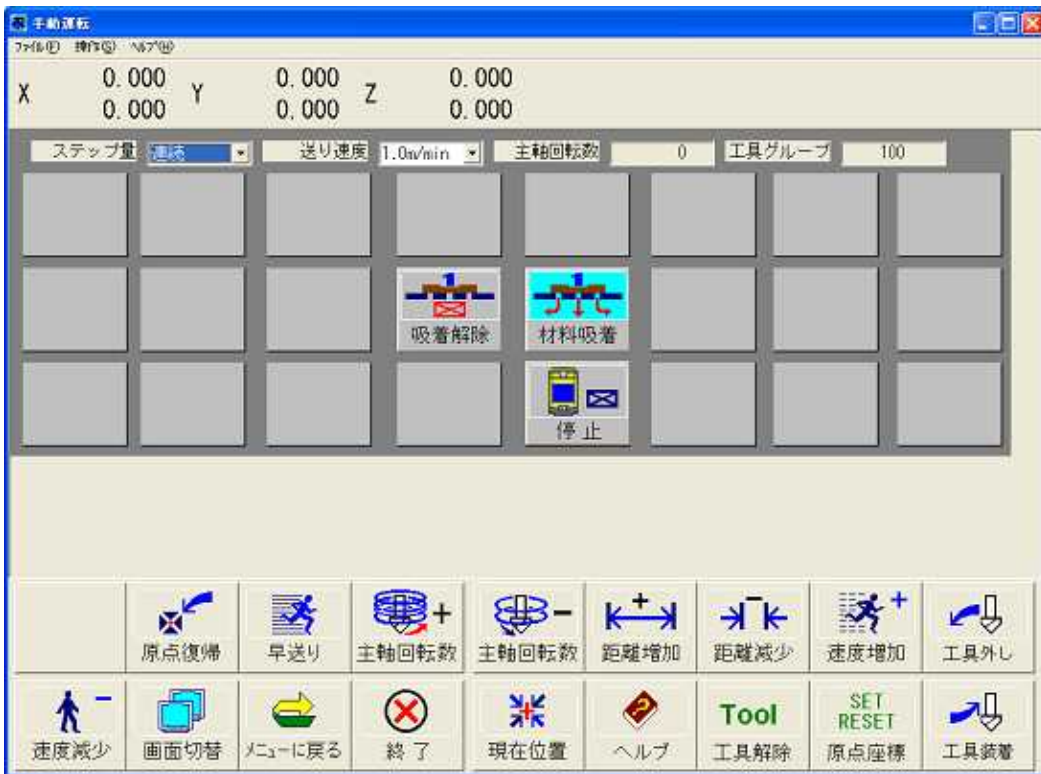 手動運転
ファイル(F) 操作(S) ヘルプ(H)
X 0.000 Y 0.000 Z 0.000
0.000 0.000 0.000
ステップ量 連続 送り速度 1.0m/min 主軸回転数 0 工具グループ 100
吸着解除 材料吸着
停止
原点復帰 早送り 主軸回転数 主軸回転数 距離増加 距離減少 速度増加 工具外し
Tool SET
RESET
速度減少 画面切替 メニューに戻る 終了 現在位置 ヘルプ 工具解除 原点座標 工具装着